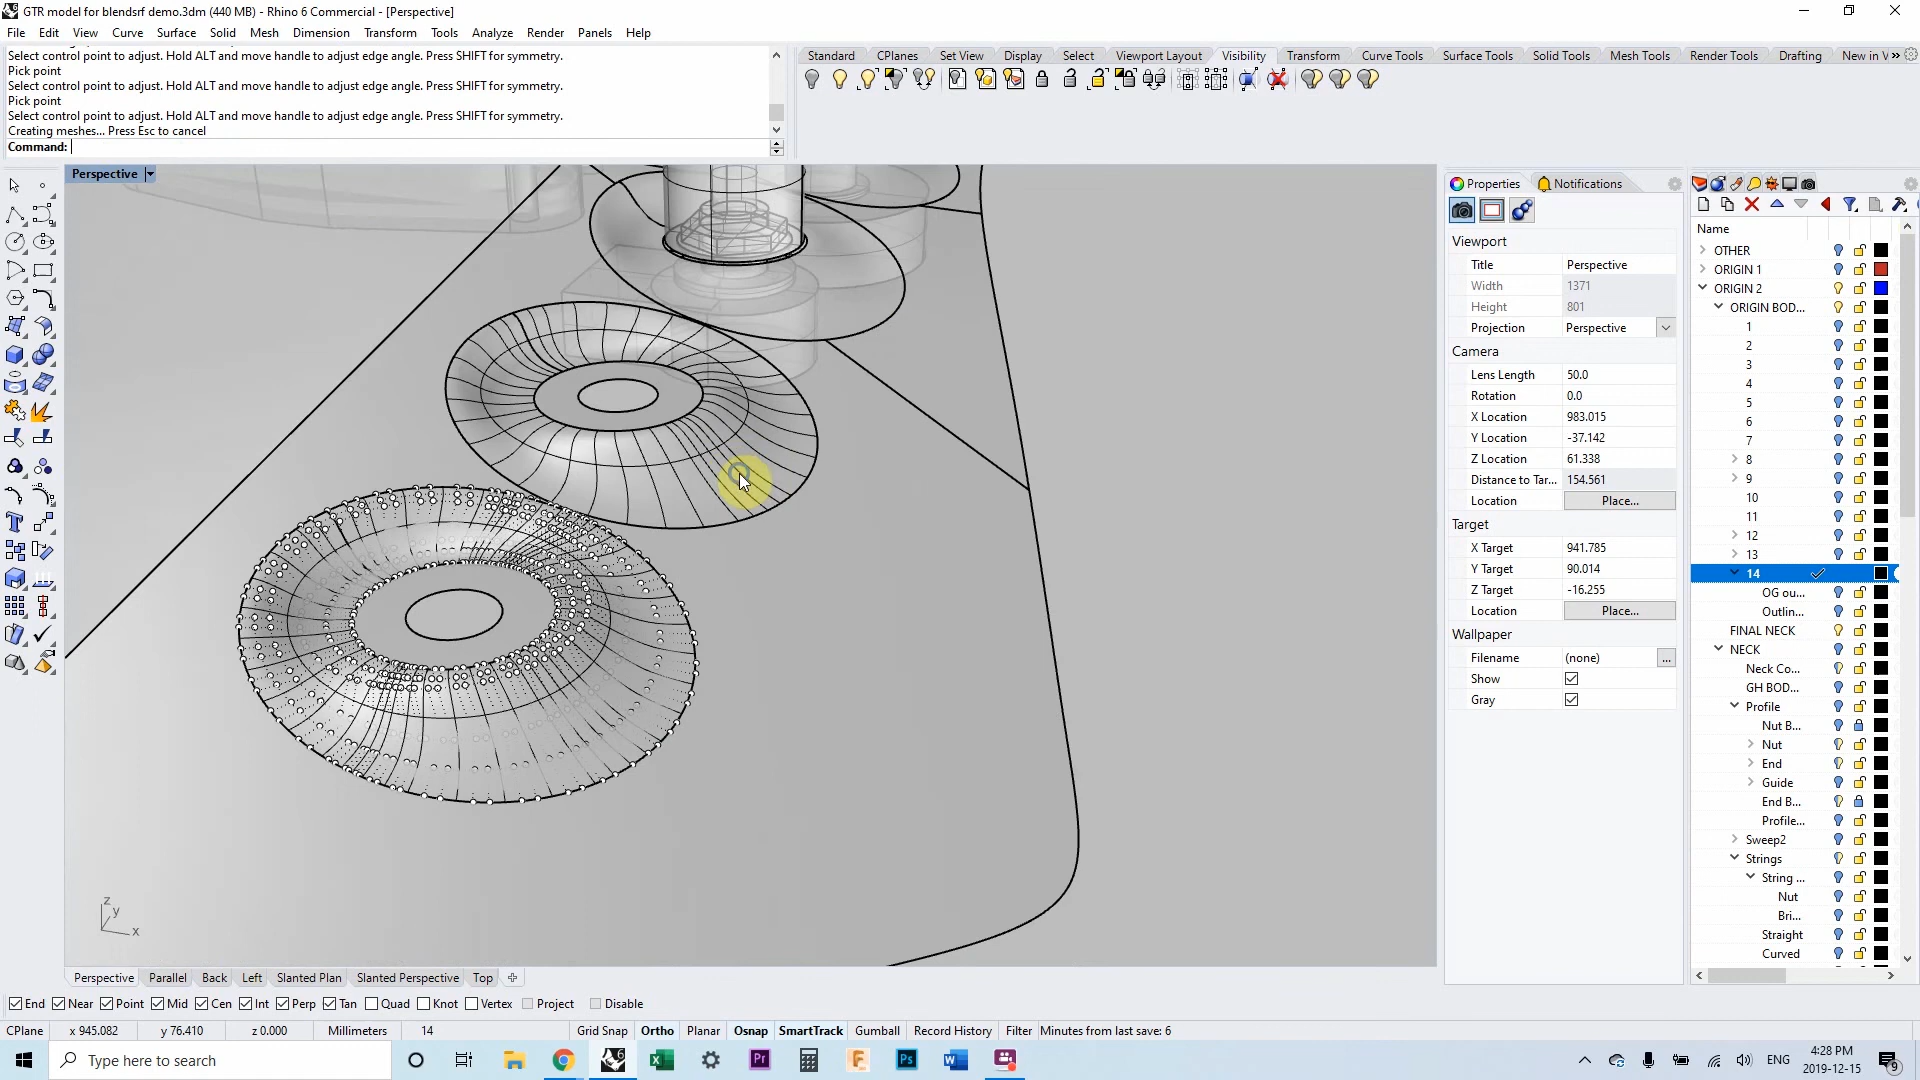 GTR model for blendsrf demo.3dm (440 MB) - Rhino 6 Commercial - [Perspective]
File Edit View Curve Surface Solid Mesh Dimension Transform Tools Analyze Render Panels Help
Select control point to adjust. Hold ALT and move handle to adjust edge angle. Press SHIFT for symmetry.
Pick point
Select control point to adjust. Hold ALT and move handle to adjust edge angle. Press SHIFT for symmetry.
Pick point
Select control point to adjust. Hold ALT and move handle to adjust edge angle. Press SHIFT for symmetry.
Creating meshes... Press Esc to cancel
Command:
Standard CPlanes Set View Display Select Viewport Layout Visibility Transform Curve Tools Surface Tools Solid Tools Mesh Tools Render Tools Drafting New in V
Perspective
Properties Notifications
Viewport
Title Perspective
Width 1371
Height 801
Projection Perspective
Camera
Lens Length 50.0
Rotation 0.0
X Location 983.015
Y Location -37.142
Z Location 61.338
Distance to Tar... 154.561
Location Place...
Target
X Target 941.785
Y Target 90.014
Z Target -16.255
Location Place...
Wallpaper
Filename (none) ...
Show
Gray
Name
OTHER
ORIGIN 1
ORIGIN 2
ORIGIN BOD...
1
2
3
4
5
6
7
8
9
10
11
12
13
14
OG ou...
Outlin...
FINAL NECK
NECK
Neck Co...
GH BOD...
Profile
Nut B...
Nut
End
Guide
End B...
Profile...
Sweep2
Strings
String ...
Nut
Bri...
Straight
Curved
z
y
x
Perspective Parallel Back Left Slanted Plan Slanted Perspective Top
End Near Point Mid Cen Int Perp Tan Quad Knot Vertex Project Disable
CPlane x 945.082 y 76.410 z 0.000 Millimeters 14 Grid Snap Ortho Planar Osnap SmartTrack Gumball Record History Filter Minutes from last save: 6
Type here to search
ENG
4:28 PM
2019-12-15
9